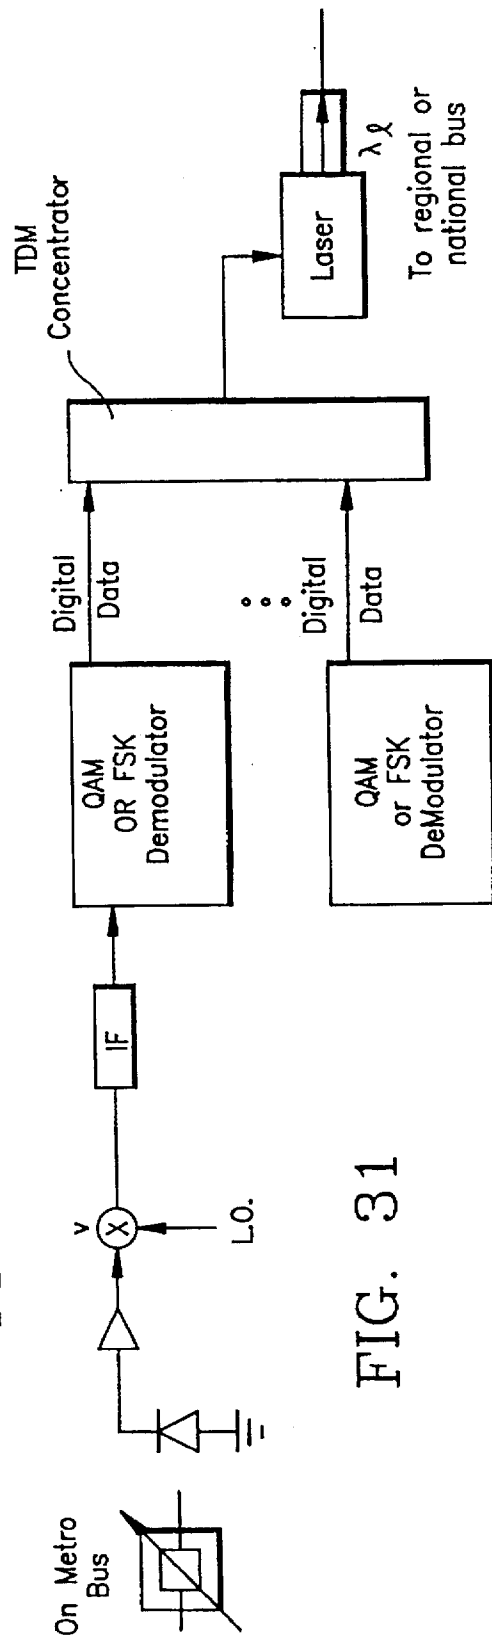 On Metro
Bus
v
X
L.O.
IF
QAM
OR FSK
Demodulator
Digital
Data
QAM
or FSK
DeModulator
Digital
Data
TDM
Concentrator
Laser
λℓ
To regional or
national bus
FIG. 31